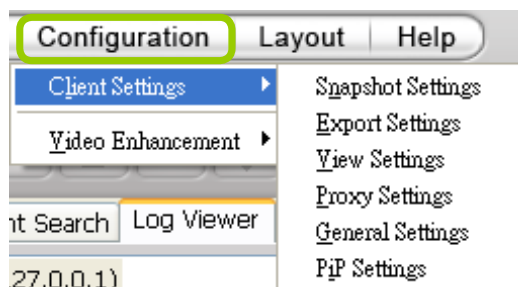 Configuration Layout Help
Client Settings
Video Enhancement
Snapshot Settings
Export Settings
View Settings
Proxy Settings
General Settings
PiP Settings
nt Search Log Viewer
27.0.0.1)